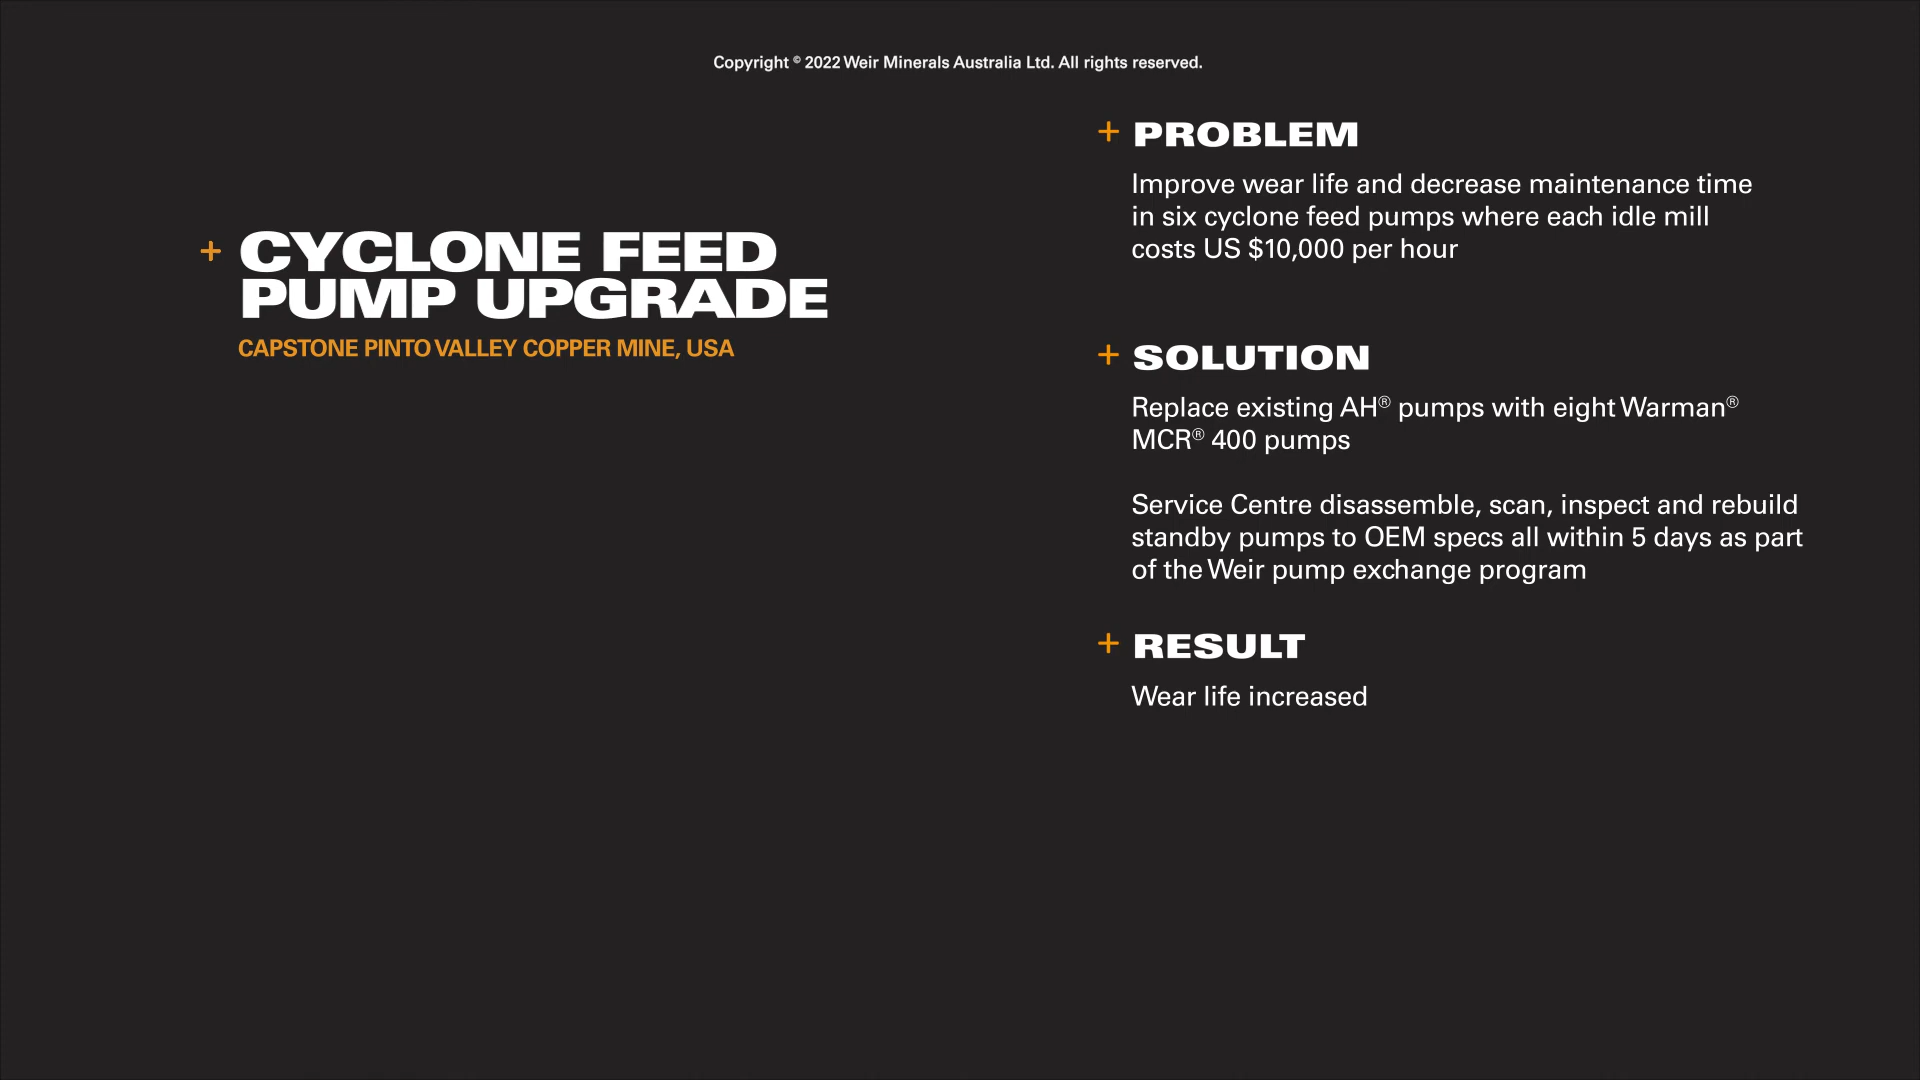 Copyright © 2022 Weir Minerals Australia Ltd. All rights reserved.
+ CYCLONE FEED
PUMP UPGRADE
CAPSTONE PINTO VALLEY COPPER MINE, USA
+ PROBLEM
Improve wear life and decrease maintenance time
in six cyclone feed pumps where each idle mill
costs US $10,000 per hour
+ SOLUTION
Replace existing AH® pumps with eight Warman®
MCR® 400 pumps
Service Centre disassemble, scan, inspect and rebuild
standby pumps to OEM specs all within 5 days as part
of the Weir pump exchange program
+ RESULT
Wear life increased